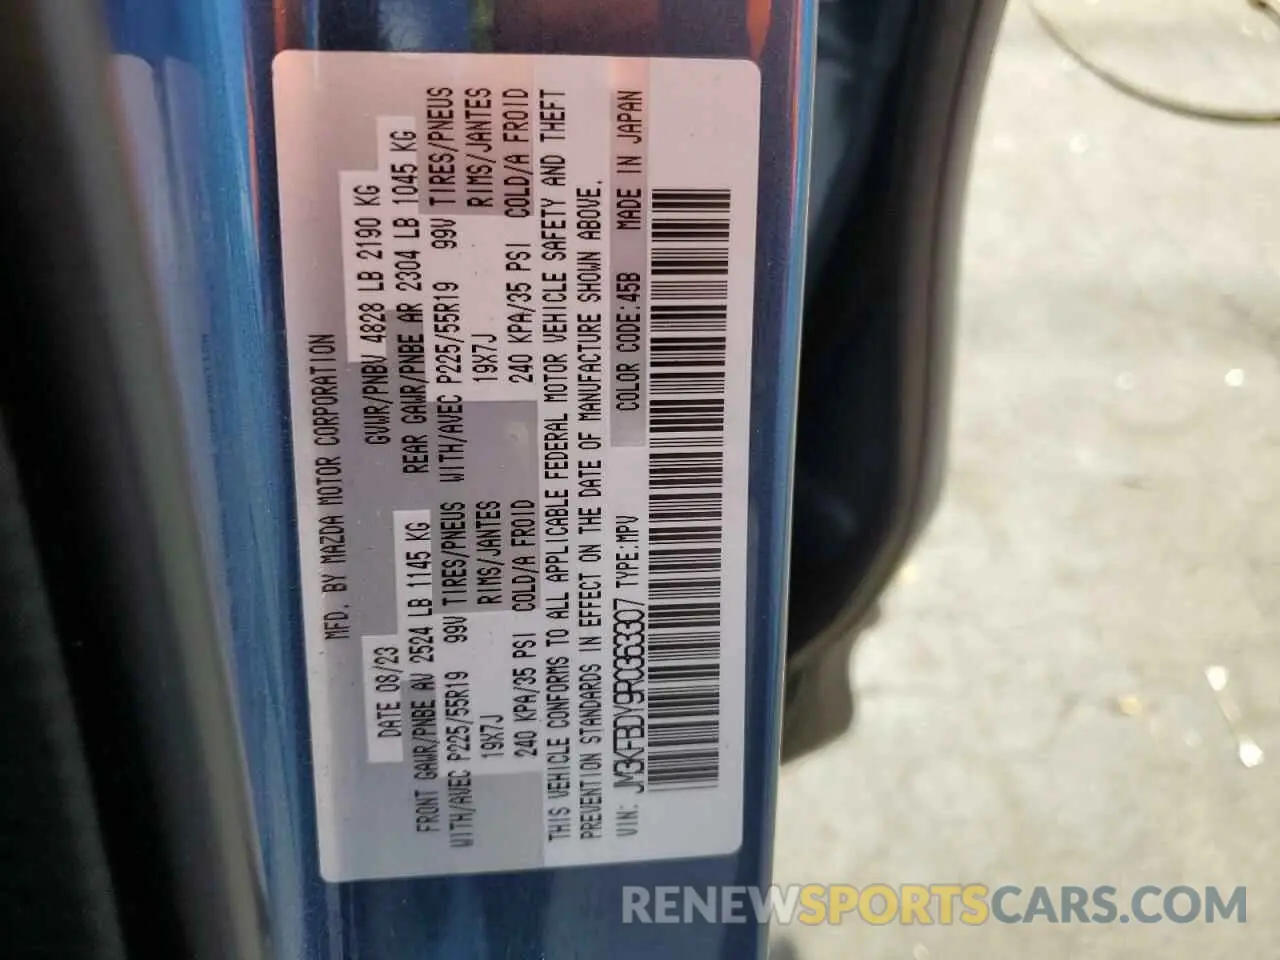 MFD. BY MAZDA MOTOR CORPORATION
DATE 08/23 GVWR/PNBV 4828 LB 2190 KG
FRONT GAWR/PNBE AV 2524 LB 1145 KG REAR GAWR/PNBE AR 2304 LB 1045 KG
WITH/AVEC P225/55R19 99V TIRES/PNEUS WITH/AVEC P225/55R19 99V TIRES/PNEUS
19X7J RIMS/JANTES 19X7J RIMS/JANTES
240 KPA/35 PSI COLD/A FROID 240 KPA/35 PSI COLD/A FROID
THIS VEHICLE CONFORMS TO ALL APPLICABLE FEDERAL MOTOR VEHICLE SAFETY AND THEFT
PREVENTION STANDARDS IN EFFECT ON THE DATE OF MANUFACTURE SHOWN ABOVE.
VIN: JM3KFBDY9R0363307 TYPE:MPV COLOR CODE:45B MADE IN JAPAN
RENEWSPORTSCARS.COM